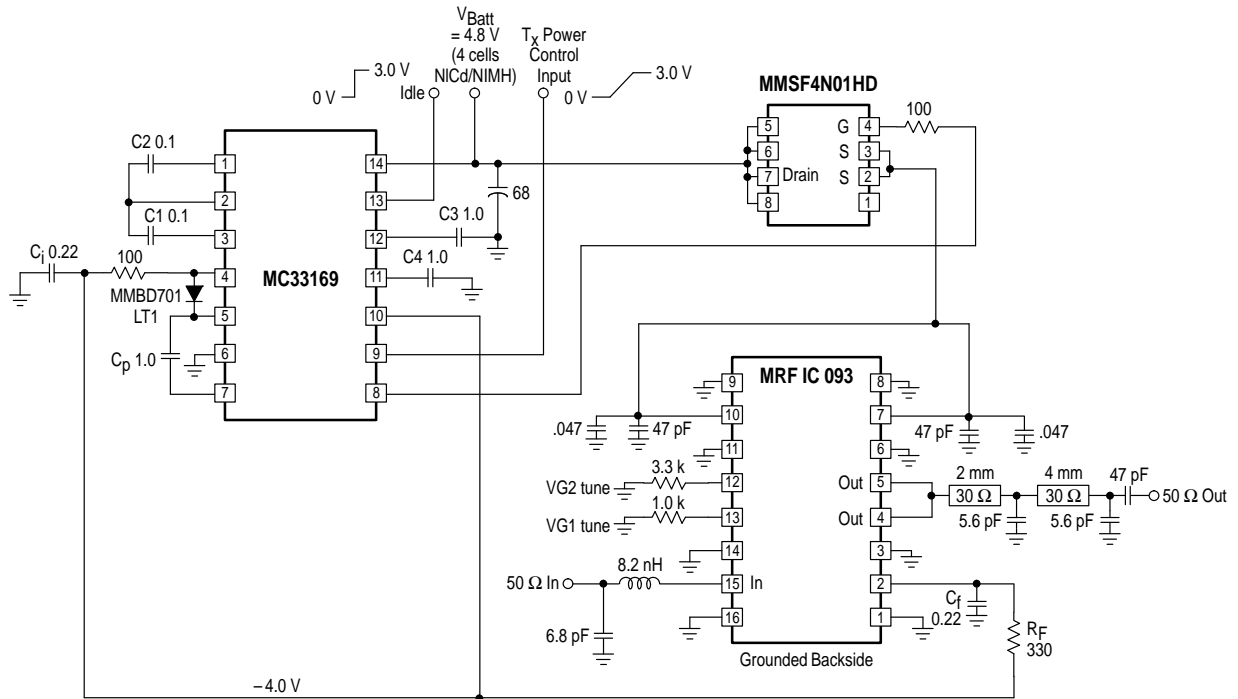 VBatt
= 4.8 V
(4 cells
NICd/NIMH)
Tx Power
Control
Input
0 V
3.0 V
Idle
0 V
3.0 V
MMSF4N01HD
C2 0.1
C1 0.1
Ci 0.22
100
MMBD701
LT1
Cp 1.0
1
2
3
4
5
6
7
MC33169
14
13
12
11
10
9
8
68
C3 1.0
C4 1.0
5
6
7
8
Drain
G
S
S
4
3
2
1
100
MRF IC 093
9
10
11
12
13
14
15
16
In
8
7
6
5
4
3
2
1
Out
Out
.047
47 pF
47 pF
.047
VG2 tune
3.3 k
VG1 tune
1.0 k
50 Ω In
8.2 nH
6.8 pF
2 mm
30 Ω
4 mm
30 Ω
5.6 pF
5.6 pF
47 pF
50 Ω Out
Cf
0.22
RF
330
Grounded Backside
–4.0 V